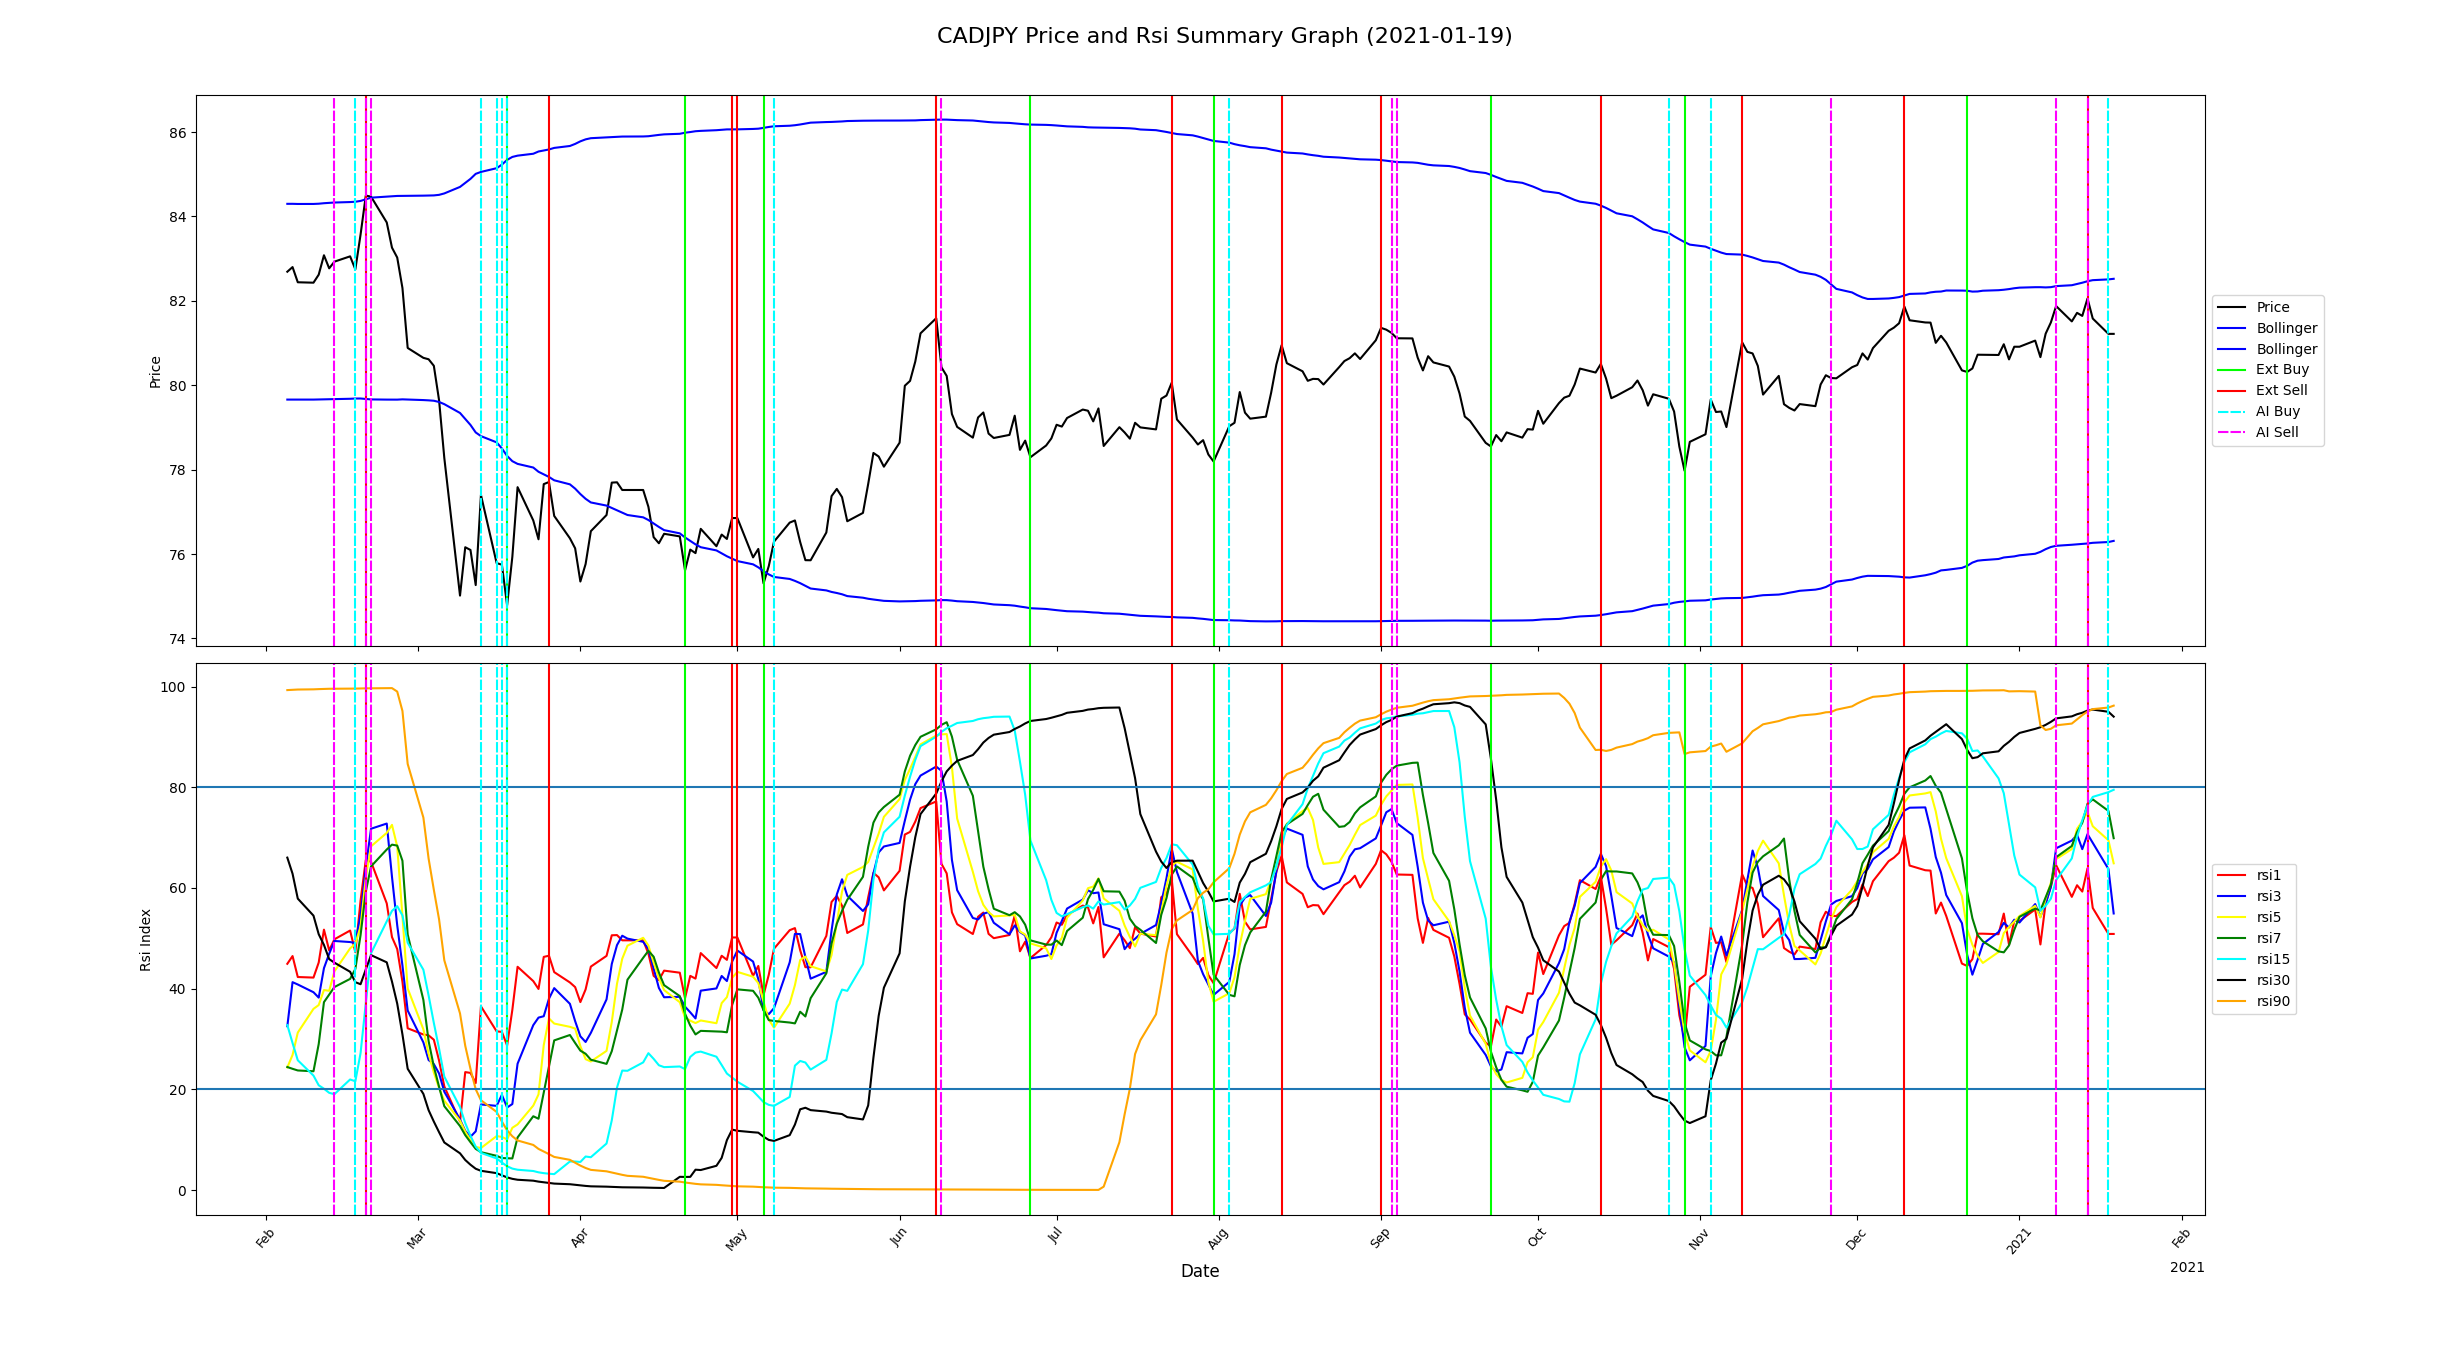 CADJPY Price and Rsi Summary Graph (2021-01-19)
86
84
82
80
78
76
74
Price
Price
Bollinger
Bollinger
Ext Buy
Ext Sell
AI Buy
AI Sell
100
80
60
40
20
0
Rsi Index
rsi1
rsi3
rsi5
rsi7
rsi15
rsi30
rsi90
Feb
Mar
Apr
May
Jun
Jul
Aug
Sep
Oct
Nov
Dec
2021
Feb
Date
2021